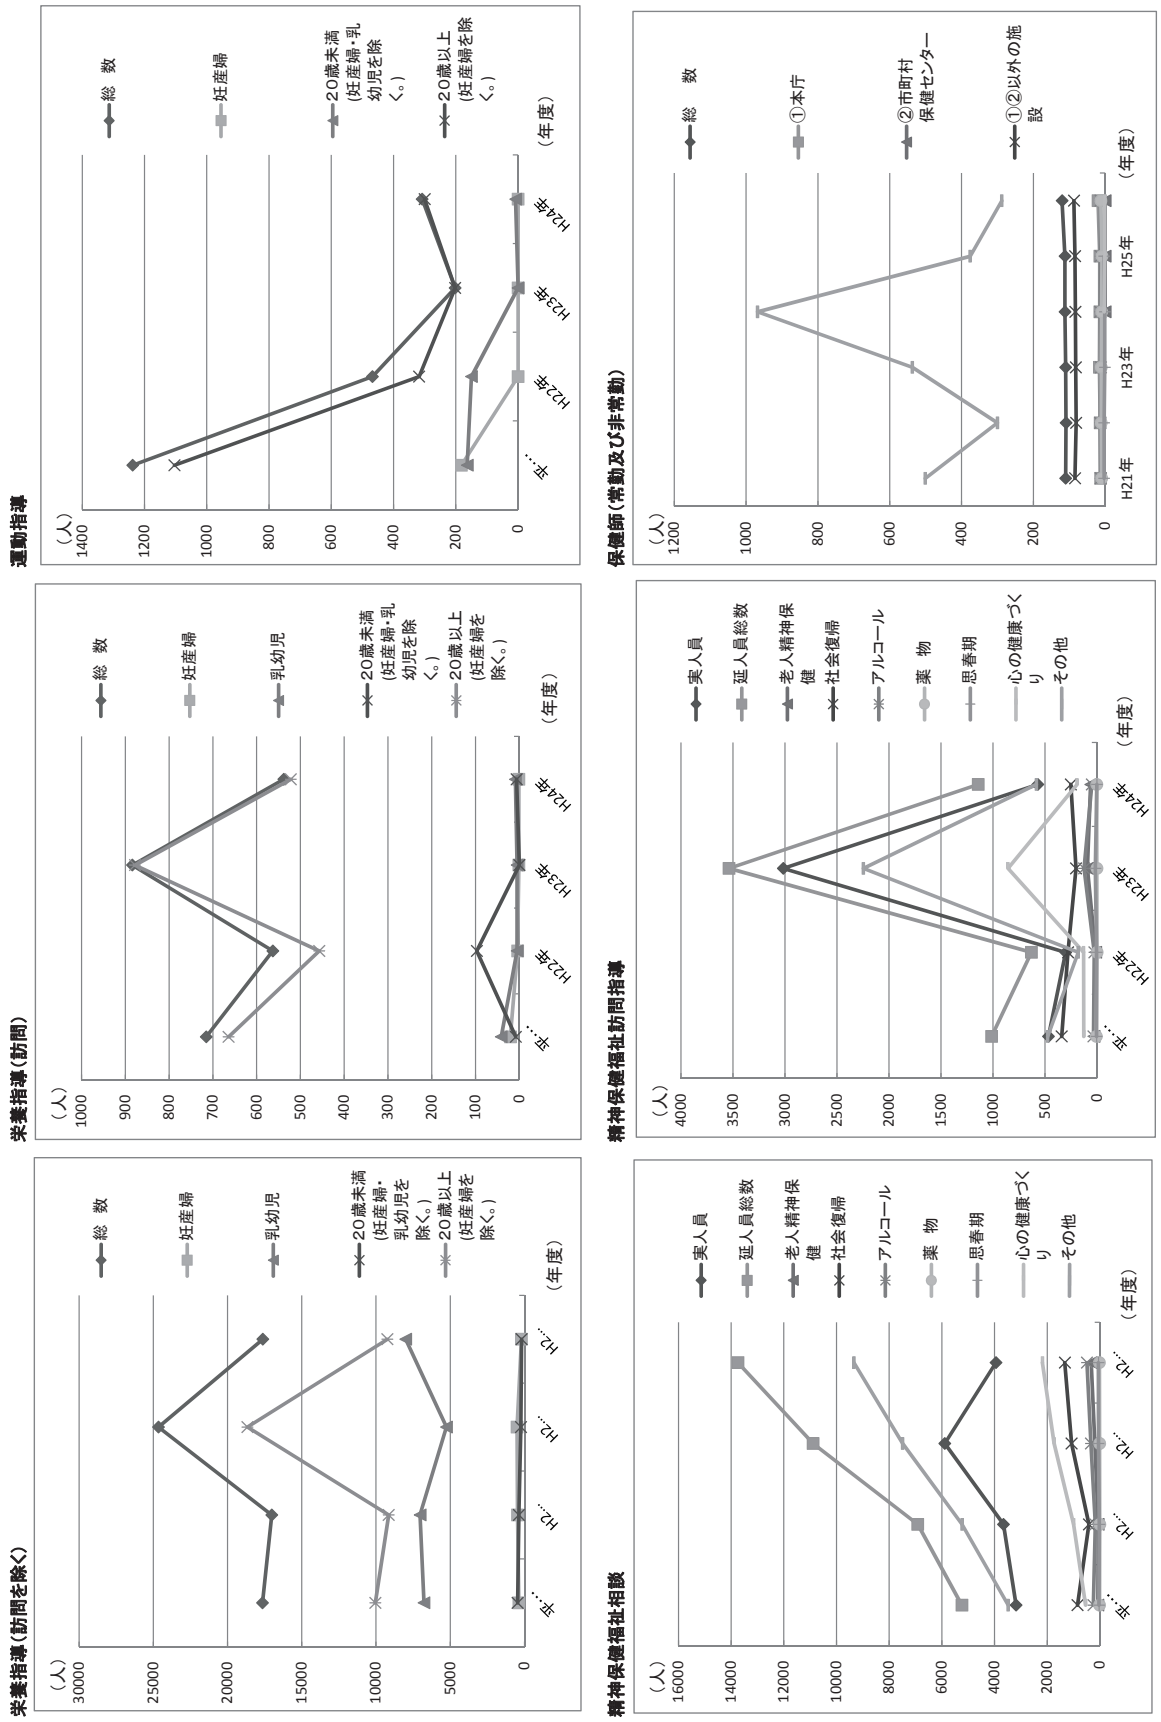 栄養指導(訪問を除く)
(人)
30000
25000
20000
15000
10000
5000
0
平…
H2…
H2…
H2…
(年度)
総 数
妊産婦
乳幼児
20歳未満
(妊産婦・
乳幼児を
除く。)
20歳以上
(妊産婦を
除く。)
栄養指導(訪問)
(人)
1000
900
800
700
600
500
400
300
200
100
0
平…
H22年
H23年
H24年
(年度)
総 数
妊産婦
乳幼児
20歳未満
(妊産婦・乳
幼児を除
く。)
20歳以上
(妊産婦を
除く。)
運動指導
(人)
1400
1200
1000
800
600
400
200
0
平…
H22年
H23年
H24年
(年度)
総 数
妊産婦
20歳未満
(妊産婦・乳
幼児を除
く。)
20歳以上
(妊産婦を除
く。)
精神保健福祉相談
(人)
16000
14000
12000
10000
8000
6000
4000
2000
0
平…
H2…
H2…
H2…
(年度)
実人員
延人員総数
老人精神保
健
社会復帰
アルコール
薬 物
思春期
心の健康づく
り
その他
精神保健福祉訪問指導
(人)
4000
3500
3000
2500
2000
1500
1000
500
0
平…
H22年
H23年
H24年
(年度)
実人員
延人員総数
老人精神保
健
社会復帰
アルコール
薬 物
思春期
心の健康づく
り
その他
保健師(常勤及び非常勤)
(人)
1200
1000
800
600
400
200
0
H21年
H23年
H25年
(年度)
総 数
①本庁
②市町村
保健センター
①②以外の施
設